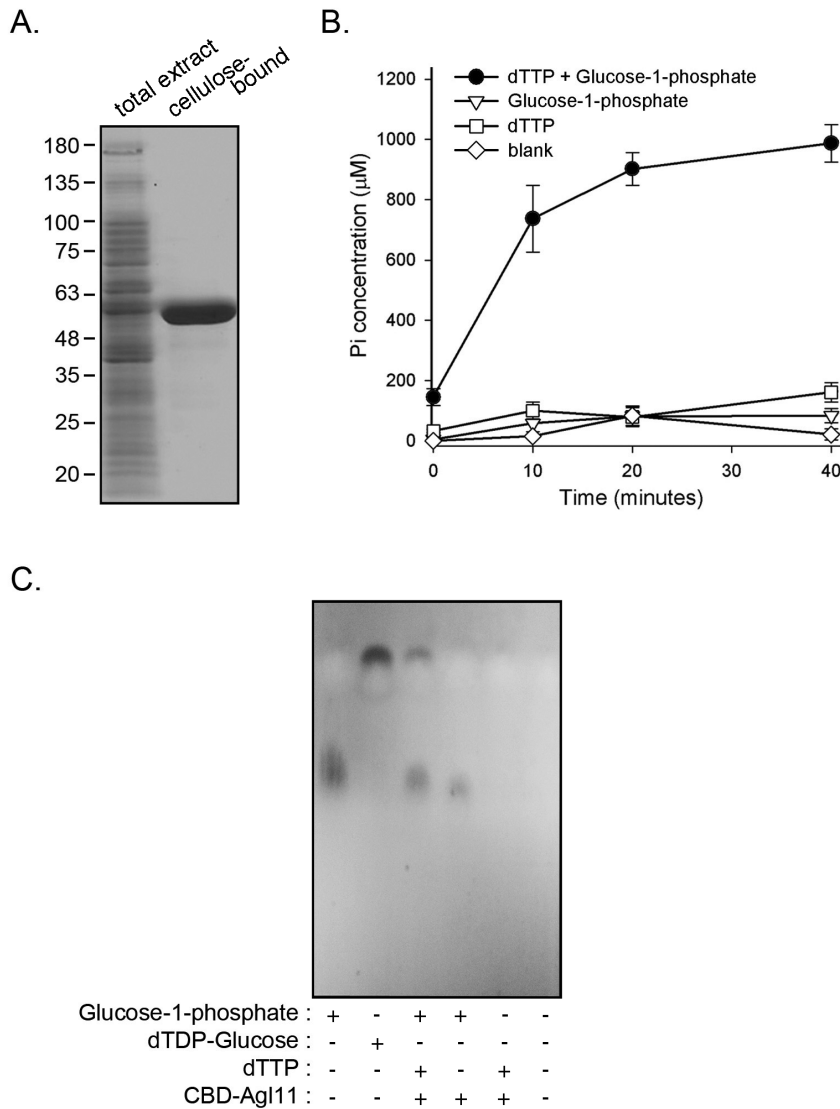 A.
total extract
cellulose-
bound
180
135
100
75
63
48
35
25
20
B.
dTTP + Glucose-1-phosphate
Glucose-1-phosphate
dTTP
blank
1200
1000
800
600
400
200
0
Pi concentration (µM)
0 10 20 30 40
Time (minutes)
C.
Glucose-1-phosphate : + - + + - -
dTDP-Glucose : - + - - - -
dTTP : - - + - + -
CBD-Agl11 : - - + + + -